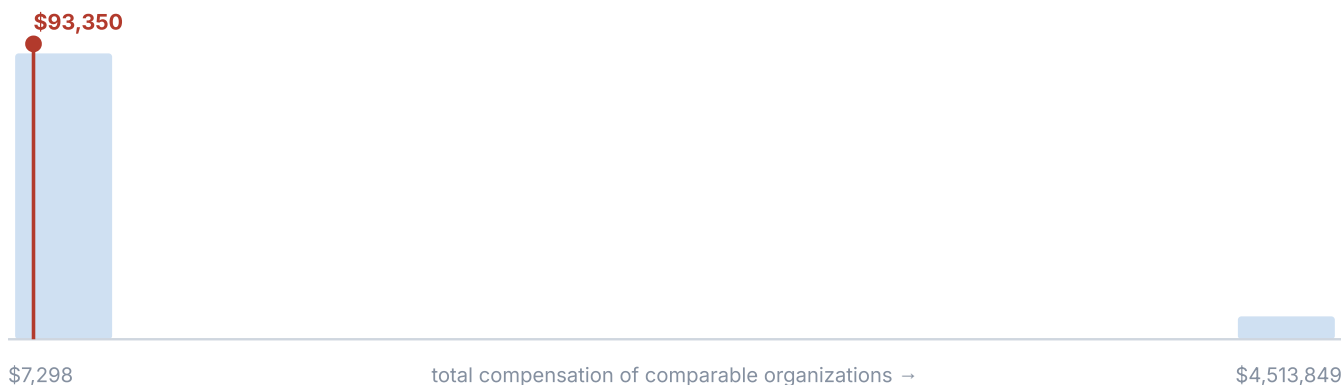 $93,350
$7,298 total compensation of comparable organizations → $4,513,849